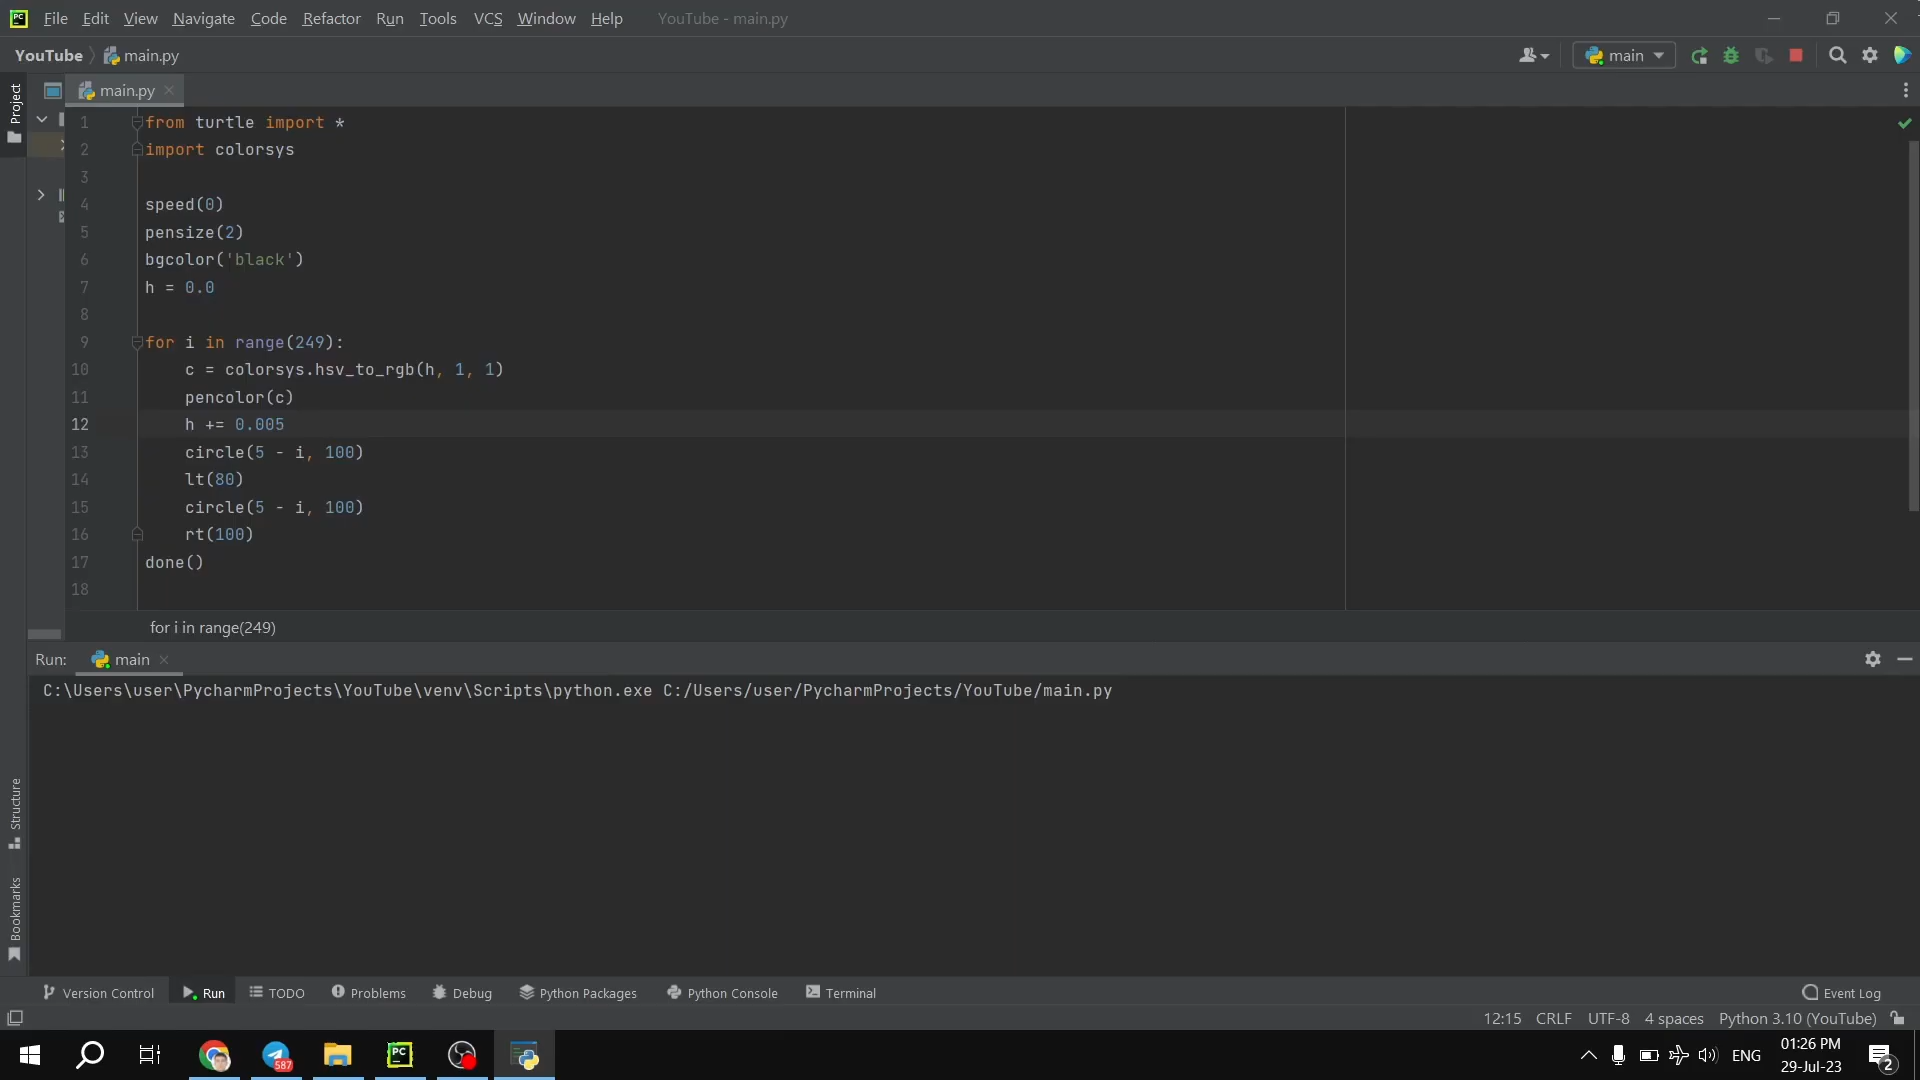 File Edit View Navigate Code Refactor Run Tools VCS Window Help YouTube - main.py
YouTube main.py
main
Project
main.py
1 from turtle import *
2 import colorsys
3
4 speed(0)
5 pensize(2)
6 bgcolor('black')
7 h = 0.0
8
9 for i in range(249):
10 c = colorsys.hsv_to_rgb(h, 1, 1)
11 pencolor(c)
12 h += 0.005
13 circle(5 - i, 100)
14 lt(80)
15 circle(5 - i, 100)
16 rt(100)
17 done()
18
for i in range(249)
Run: main
C:\Users\user\PycharmProjects\YouTube\venv\Scripts\python.exe C:/Users/user/PycharmProjects/YouTube/main.py
Structure
Bookmarks
Version Control Run TODO Problems Debug Python Packages Python Console Terminal Event Log
12:15 CRLF UTF-8 4 spaces Python 3.10 (YouTube)
PC 587 PC ENG 01:26 PM
29-Jul-23 2